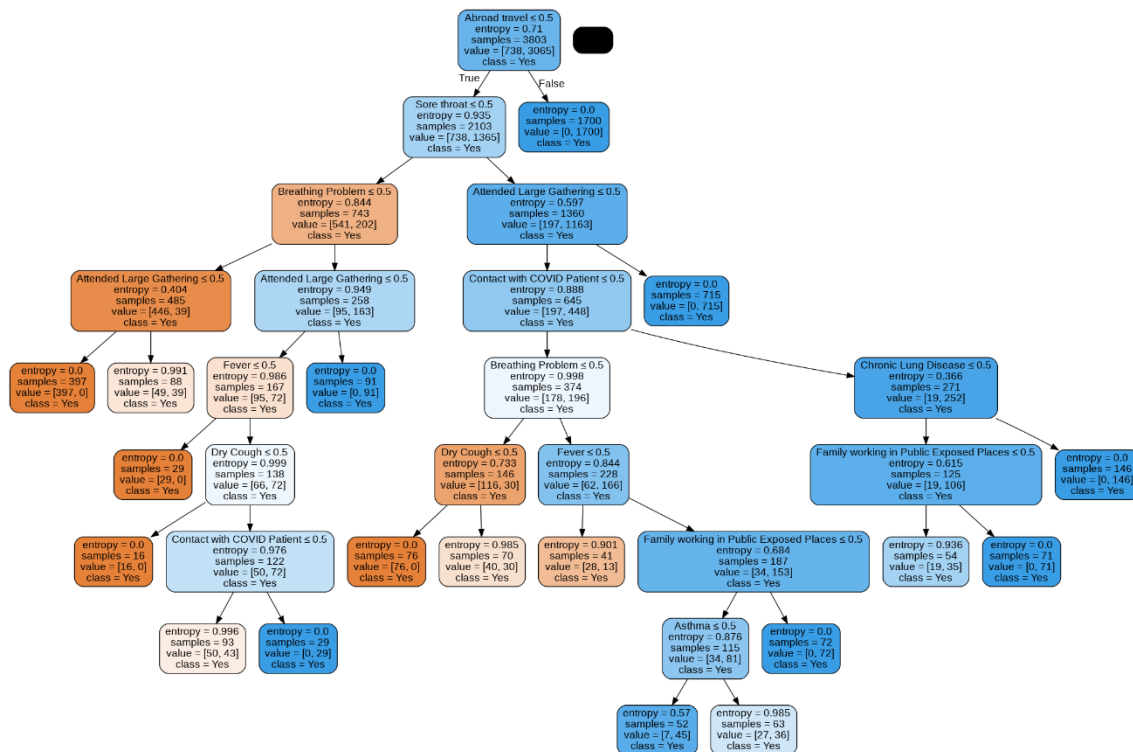 Abroad travel ≤ 0.5
entropy = 0.71
samples = 3803
value = [738, 3065]
class = Yes
True
False
Sore throat ≤ 0.5
entropy = 0.935
samples = 2103
value = [738, 1365]
class = Yes
entropy = 0.0
samples = 1700
value = [0, 1700]
class = Yes
Breathing Problem ≤ 0.5
entropy = 0.844
samples = 743
value = [541, 202]
class = Yes
Attended Large Gathering ≤ 0.5
entropy = 0.597
samples = 1360
value = [197, 1163]
class = Yes
Attended Large Gathering ≤ 0.5
entropy = 0.404
samples = 485
value = [446, 39]
class = Yes
Attended Large Gathering ≤ 0.5
entropy = 0.949
samples = 258
value = [95, 163]
class = Yes
Contact with COVID Patient ≤ 0.5
entropy = 0.888
samples = 645
value = [197, 448]
class = Yes
entropy = 0.0
samples = 715
value = [0, 715]
class = Yes
entropy = 0.0
samples = 397
value = [397, 0]
class = Yes
entropy = 0.991
samples = 88
value = [49, 39]
class = Yes
Fever ≤ 0.5
entropy = 0.986
samples = 167
value = [95, 72]
class = Yes
entropy = 0.0
samples = 91
value = [0, 91]
class = Yes
Breathing Problem ≤ 0.5
entropy = 0.998
samples = 374
value = [178, 196]
class = Yes
Chronic Lung Disease ≤ 0.5
entropy = 0.366
samples = 271
value = [19, 252]
class = Yes
entropy = 0.0
samples = 29
value = [29, 0]
class = Yes
Dry Cough ≤ 0.5
entropy = 0.999
samples = 138
value = [66, 72]
class = Yes
Dry Cough ≤ 0.5
entropy = 0.733
samples = 146
value = [116, 30]
class = Yes
Fever ≤ 0.5
entropy = 0.844
samples = 228
value = [62, 166]
class = Yes
Family working in Public Exposed Places ≤ 0.5
entropy = 0.615
samples = 125
value = [19, 106]
class = Yes
entropy = 0.0
samples = 146
value = [0, 146]
class = Yes
entropy = 0.0
samples = 16
value = [16, 0]
class = Yes
Contact with COVID Patient ≤ 0.5
entropy = 0.976
samples = 122
value = [50, 72]
class = Yes
entropy = 0.0
samples = 76
value = [76, 0]
class = Yes
entropy = 0.985
samples = 70
value = [40, 30]
class = Yes
entropy = 0.901
samples = 41
value = [28, 13]
class = Yes
Family working in Public Exposed Places ≤ 0.5
entropy = 0.684
samples = 187
value = [34, 153]
class = Yes
entropy = 0.936
samples = 54
value = [19, 35]
class = Yes
entropy = 0.0
samples = 71
value = [0, 71]
class = Yes
entropy = 0.996
samples = 93
value = [50, 43]
class = Yes
entropy = 0.0
samples = 29
value = [0, 29]
class = Yes
Asthma ≤ 0.5
entropy = 0.876
samples = 115
value = [34, 81]
class = Yes
entropy = 0.0
samples = 72
value = [0, 72]
class = Yes
entropy = 0.57
samples = 52
value = [7, 45]
class = Yes
entropy = 0.985
samples = 63
value = [27, 36]
class = Yes